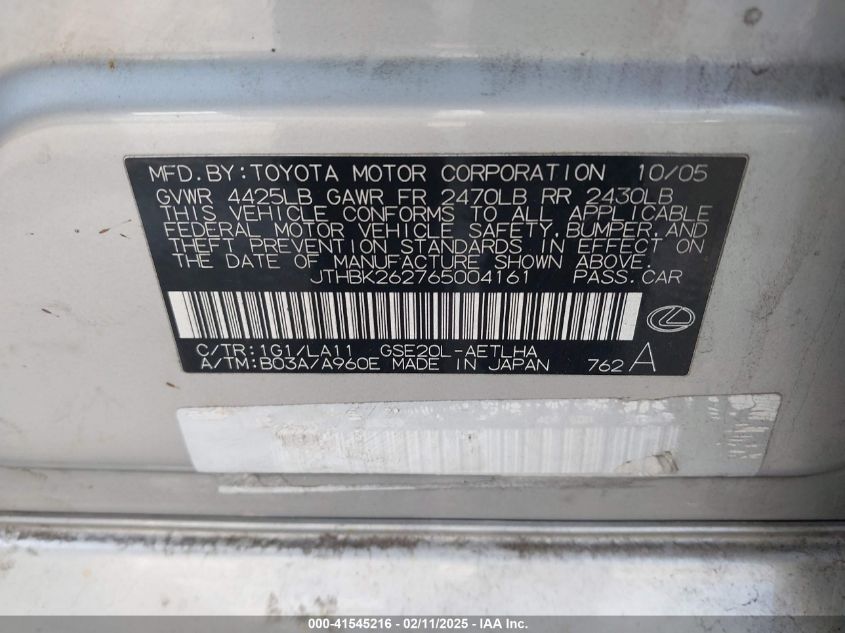 MFD.BY:TOYOTA MOTOR CORPORATION 10/05
GVWR 4425LB GAWR FR 2470LB RR 2430LB
THIS VEHICLE CONFORMS TO ALL APPLICABLE
FEDERAL MOTOR VEHICLE SAFETY,BUMPER,AND
THEFT PREVENTION STANDARDS IN EFFECT ON
THE DATE OF MANUFACTURE SHOWN ABOVE.
JTHBK262765004161 PASS.CAR
C/TR:1G1/LA11 GSE20L-AETLHA
A/TM:B03A/A960E MADE IN JAPAN 762 A
000-41545216 - 02/11/2025 - IAA Inc.